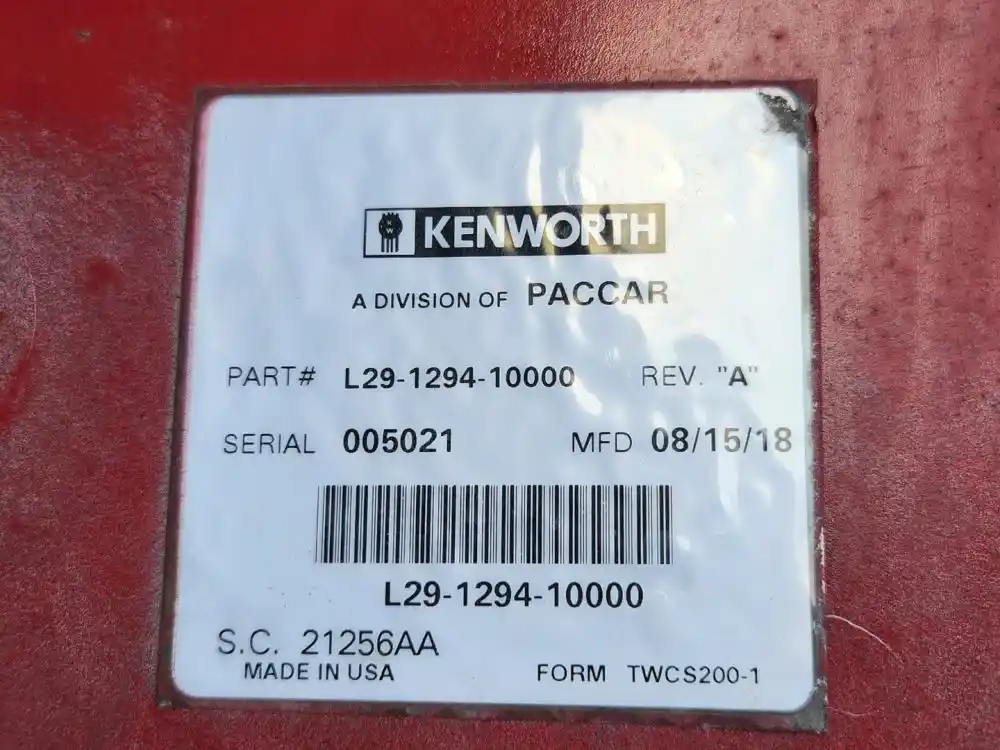 KW KENWORTH
A DIVISION OF PACCAR
PART# L29-1294-10000 REV. "A"
SERIAL 005021 MFD 08/15/18
L29-1294-10000
S.C. 21256AA
MADE IN USA FORM TWCS200-1